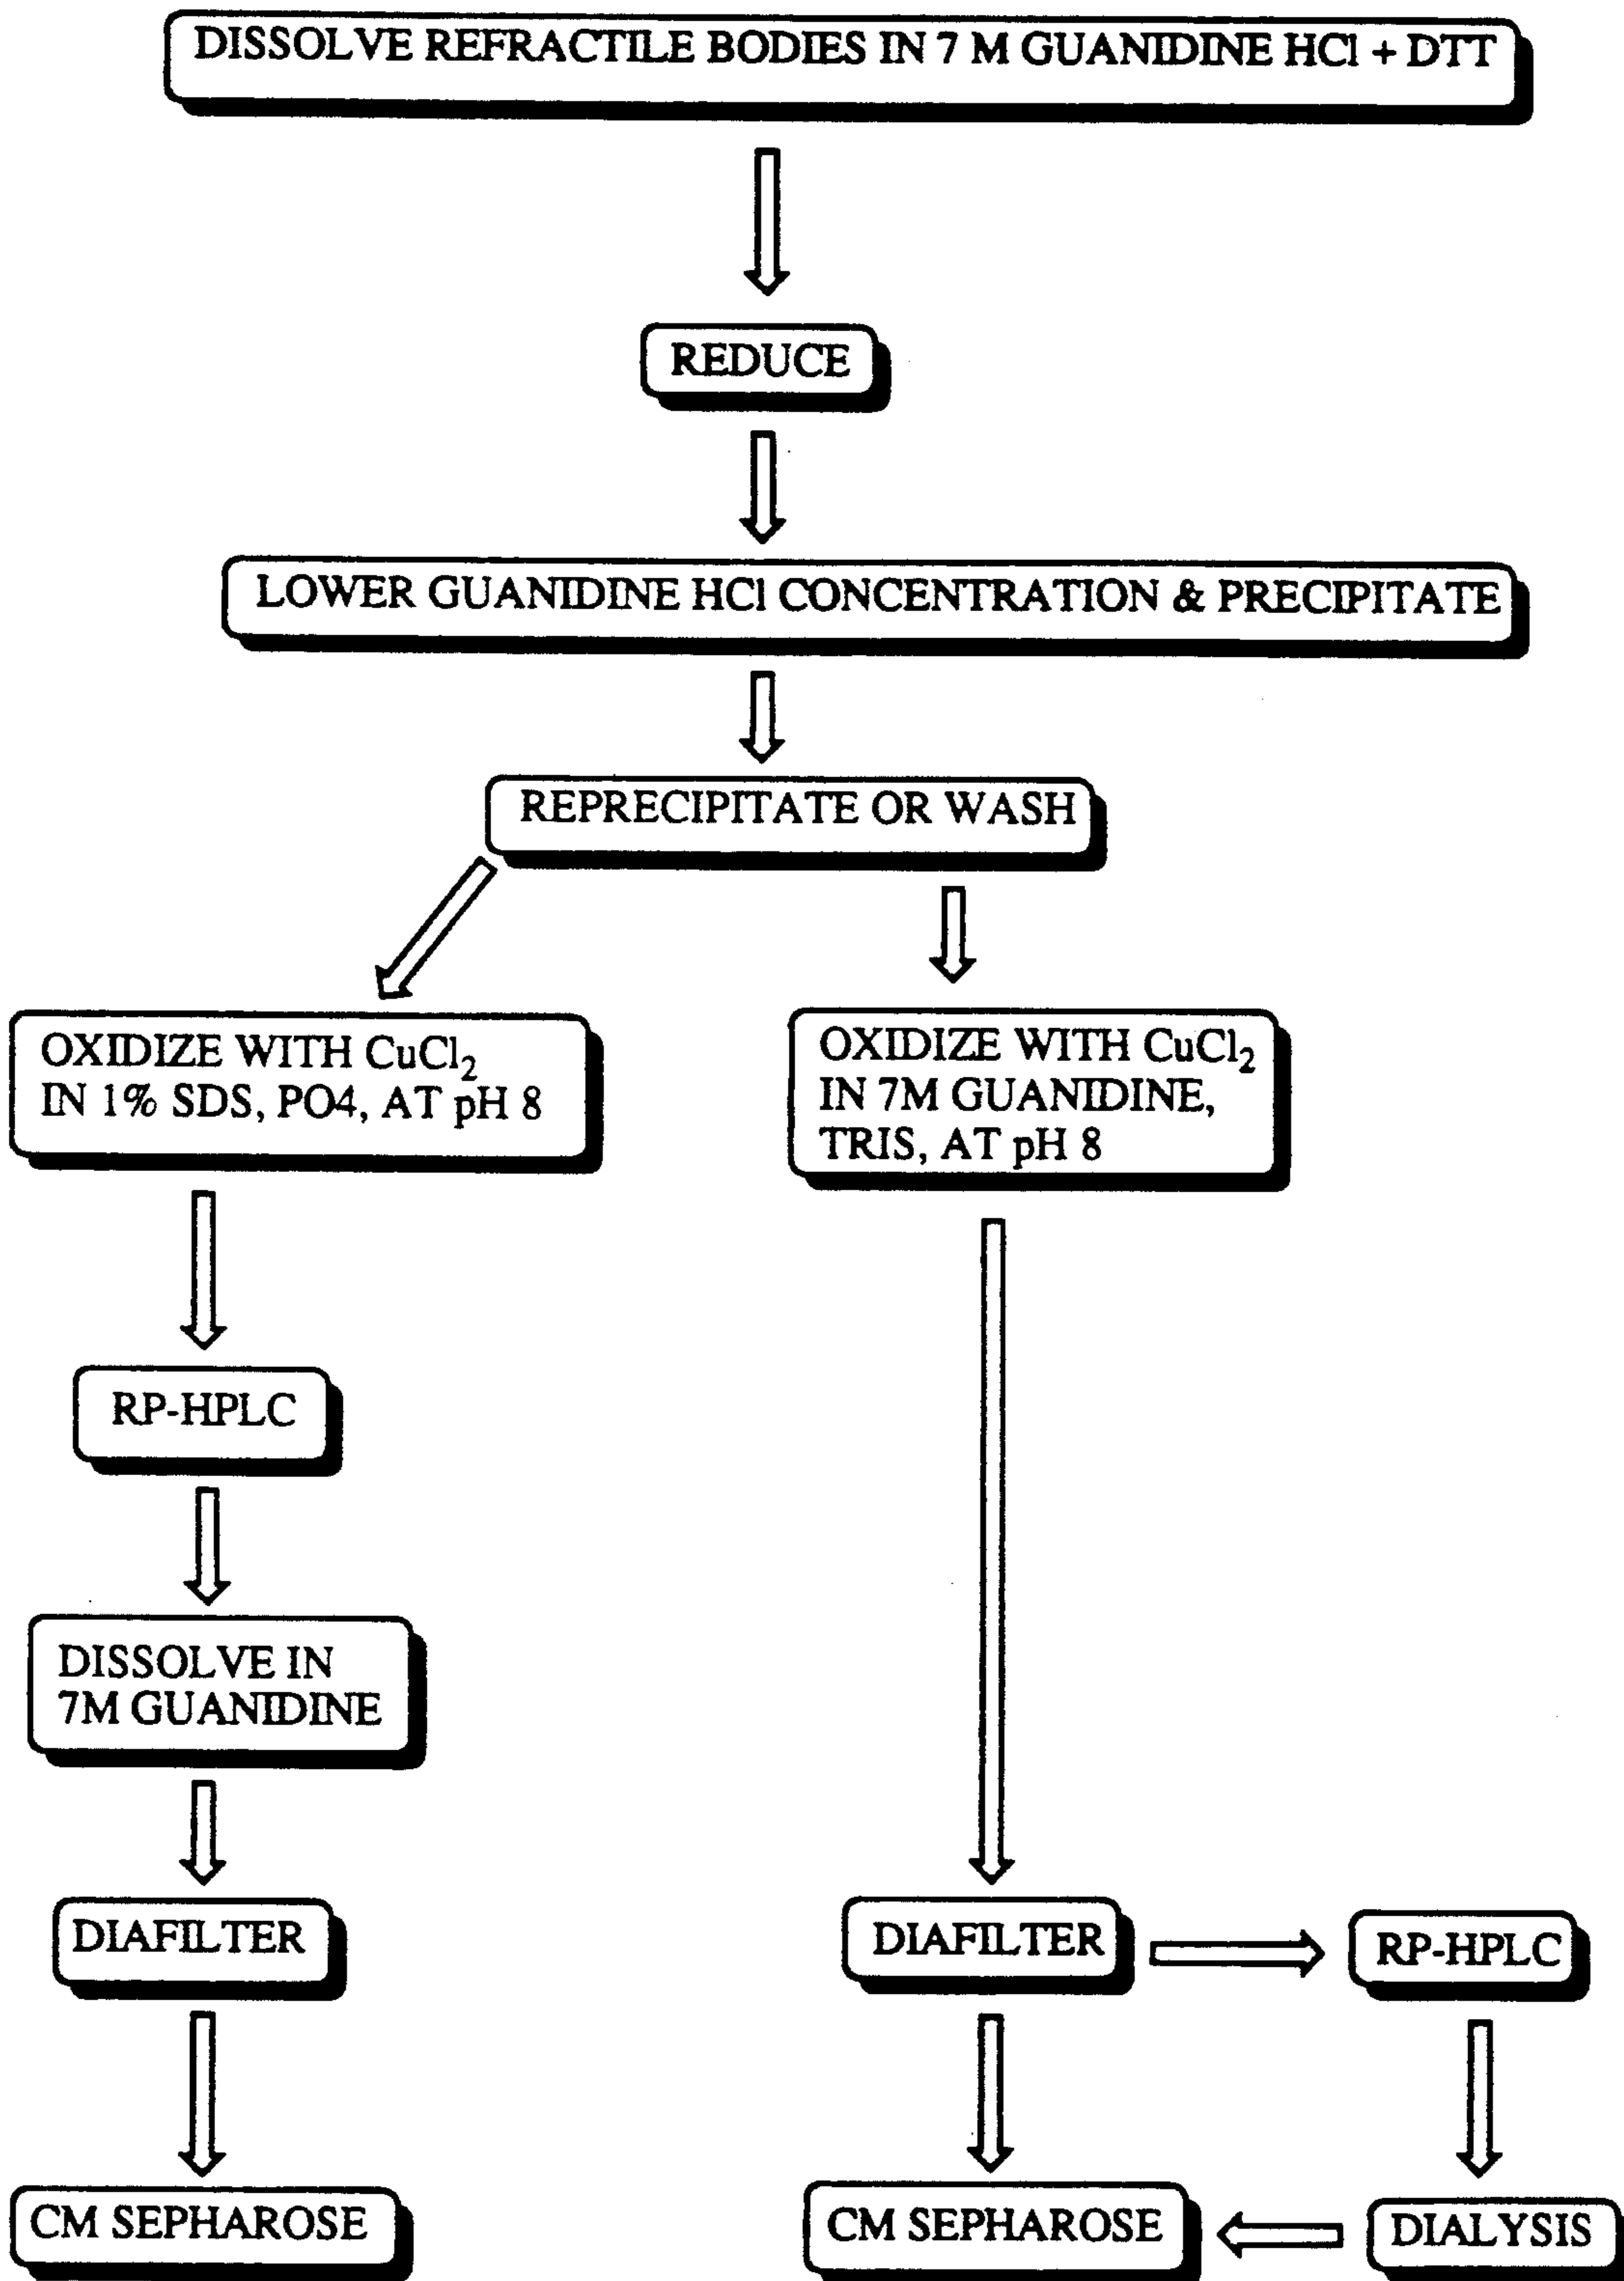 DISSOLVE REFRACTILE BODIES IN 7 M GUANIDINE HCl + DTT
REDUCE
LOWER GUANIDINE HCl CONCENTRATION & PRECIPITATE
REPRECIPITATE OR WASH
OXIDIZE WITH CuCl₂
IN 1% SDS, PO4, AT pH 8
OXIDIZE WITH CuCl₂
IN 7M GUANIDINE,
TRIS, AT pH 8
RP-HPLC
DISSOLVE IN
7M GUANIDINE
DIAFILTER
DIAFILTER
RP-HPLC
CM SEPHAROSE
CM SEPHAROSE
DIALYSIS